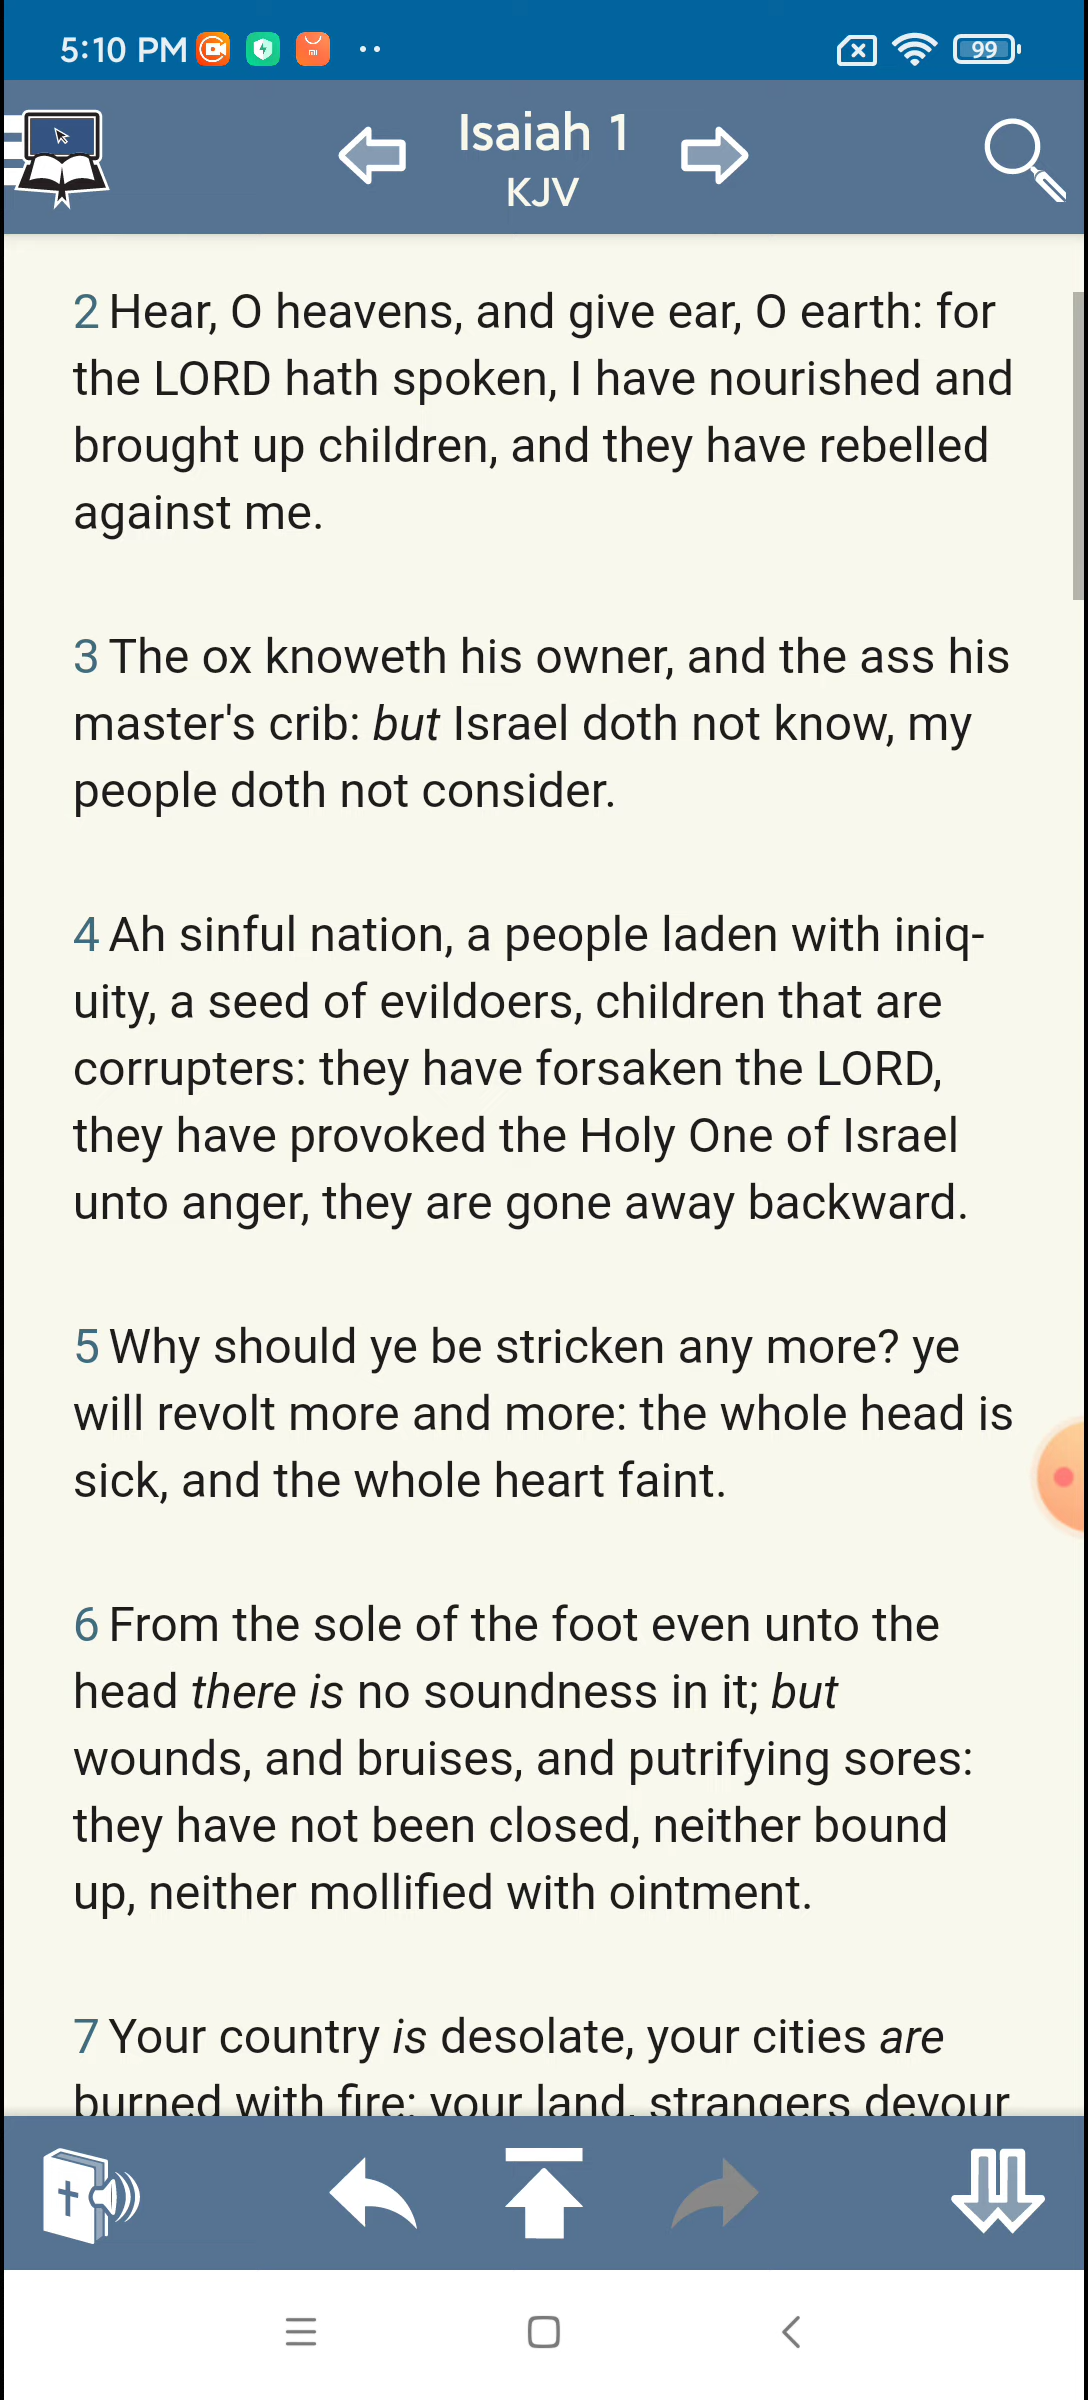 5:10 PM
99
Isaiah 1
KJV
2 Hear, O heavens, and give ear, O earth: for
the LORD hath spoken, I have nourished and
brought up children, and they have rebelled
against me.
3 The ox knoweth his owner, and the ass his
master's crib: but Israel doth not know, my
people doth not consider.
4 Ah sinful nation, a people laden with iniq-
uity, a seed of evildoers, children that are
corrupters: they have forsaken the LORD,
they have provoked the Holy One of Israel
unto anger, they are gone away backward.
5 Why should ye be stricken any more? ye
will revolt more and more: the whole head is
sick, and the whole heart faint.
6 From the sole of the foot even unto the
head there is no soundness in it; but
wounds, and bruises, and putrifying sores:
they have not been closed, neither bound
up, neither mollified with ointment.
7 Your country is desolate, your cities are
burned with fire: your land, strangers devour